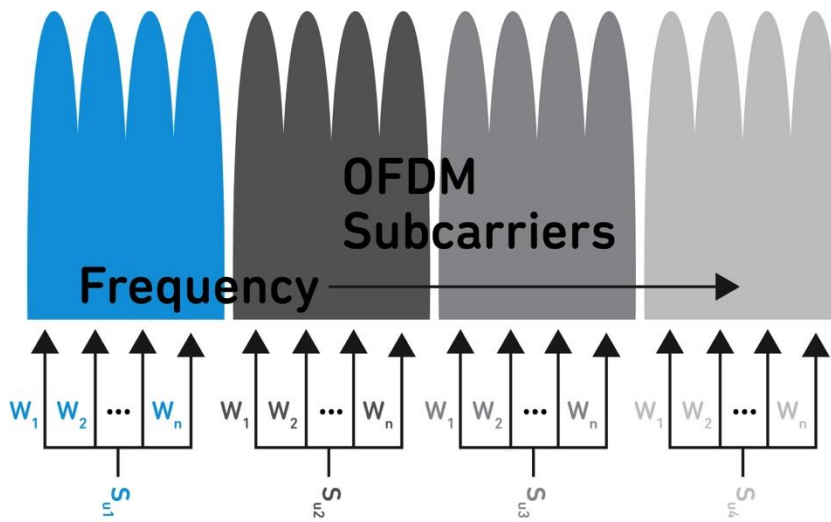 OFDM
Subcarriers
Frequency
W1 W2 ... Wn W1 W2 ... Wn W1 W2 ... Wn W1 W2 ... Wn
Su1 Su2 Su3 Su4